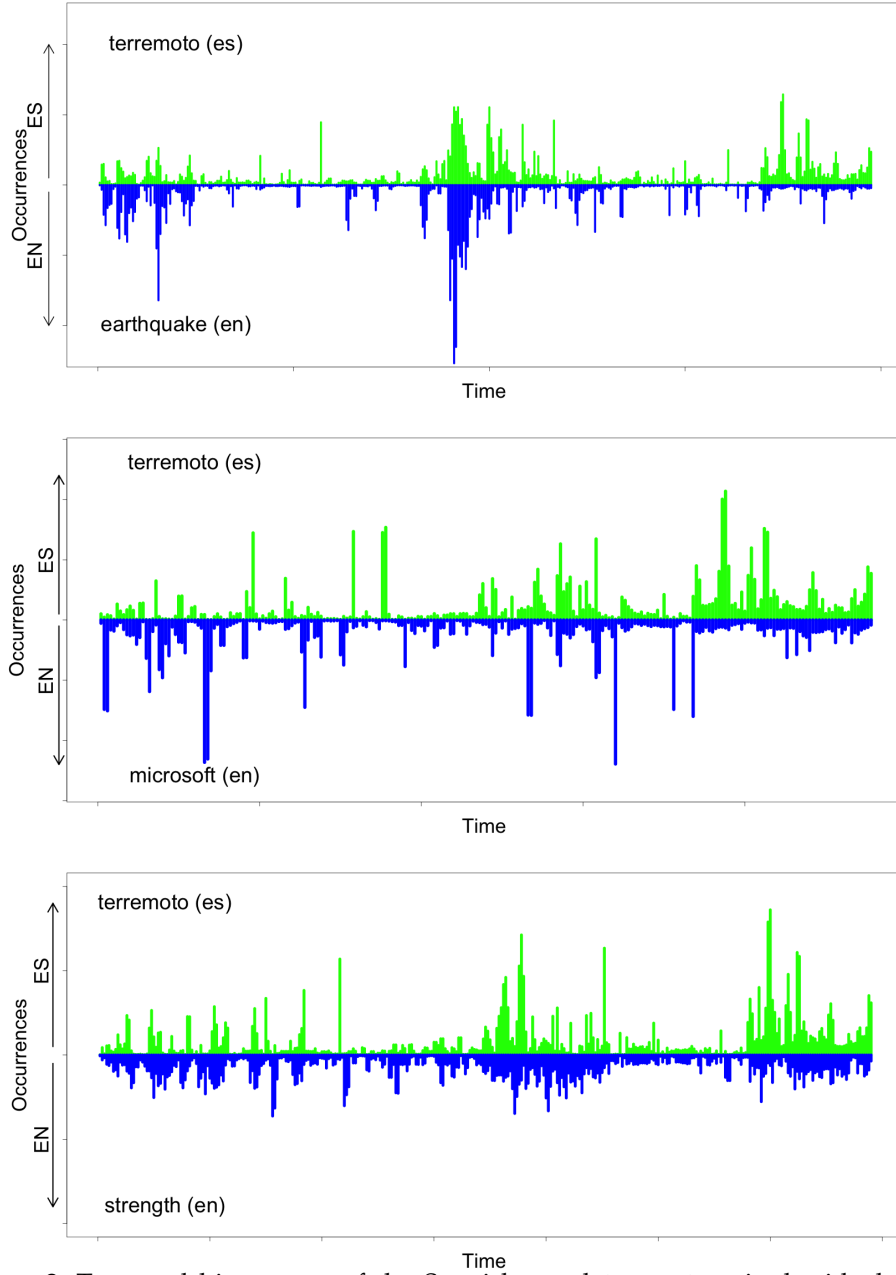 terremoto (es)
ES
Occurrences
EN
earthquake (en)
Time
terremoto (es)
ES
Occurrences
EN
microsoft (en)
Time
terremoto (es)
ES
Occurrences
EN
strength (en)
Time